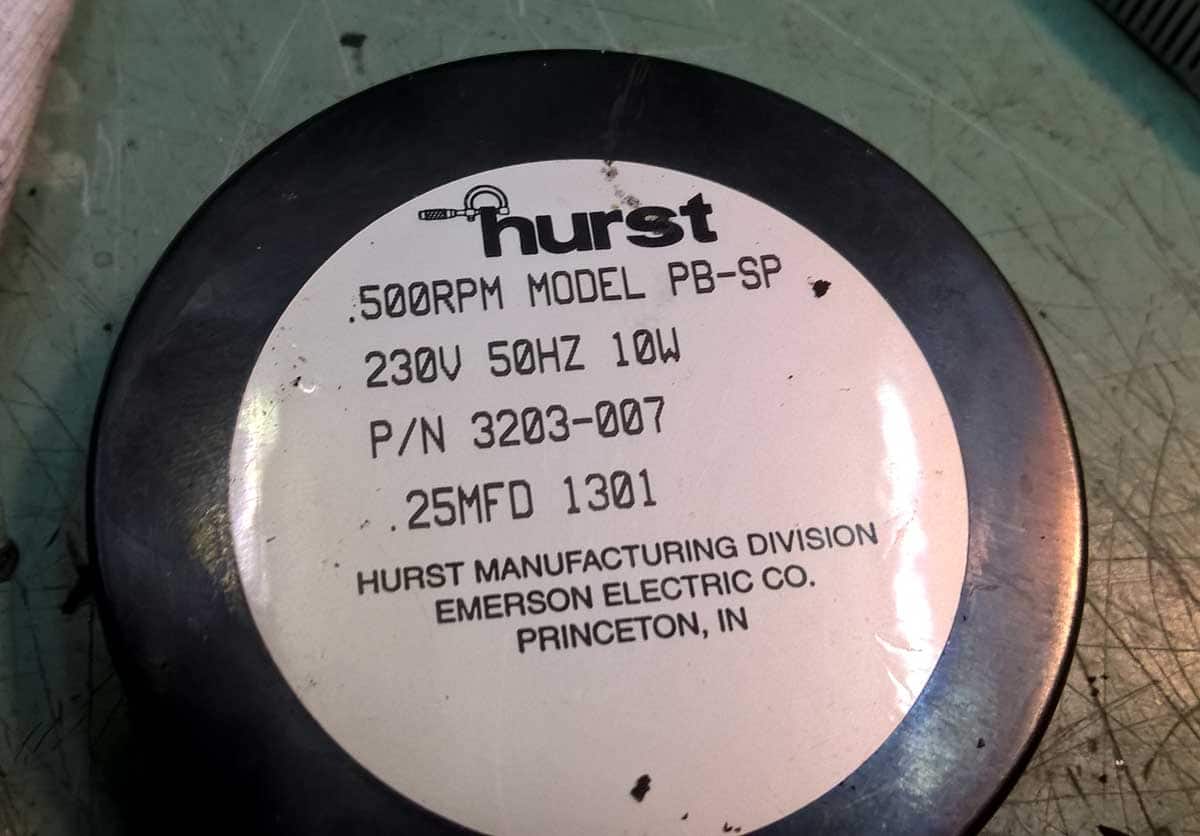 hurst
.500RPM MODEL PB-SP
230V 50HZ 10W
P/N 3203-007
.25MFD 1301
HURST MANUFACTURING DIVISION
EMERSON ELECTRIC CO.
PRINCETON, IN